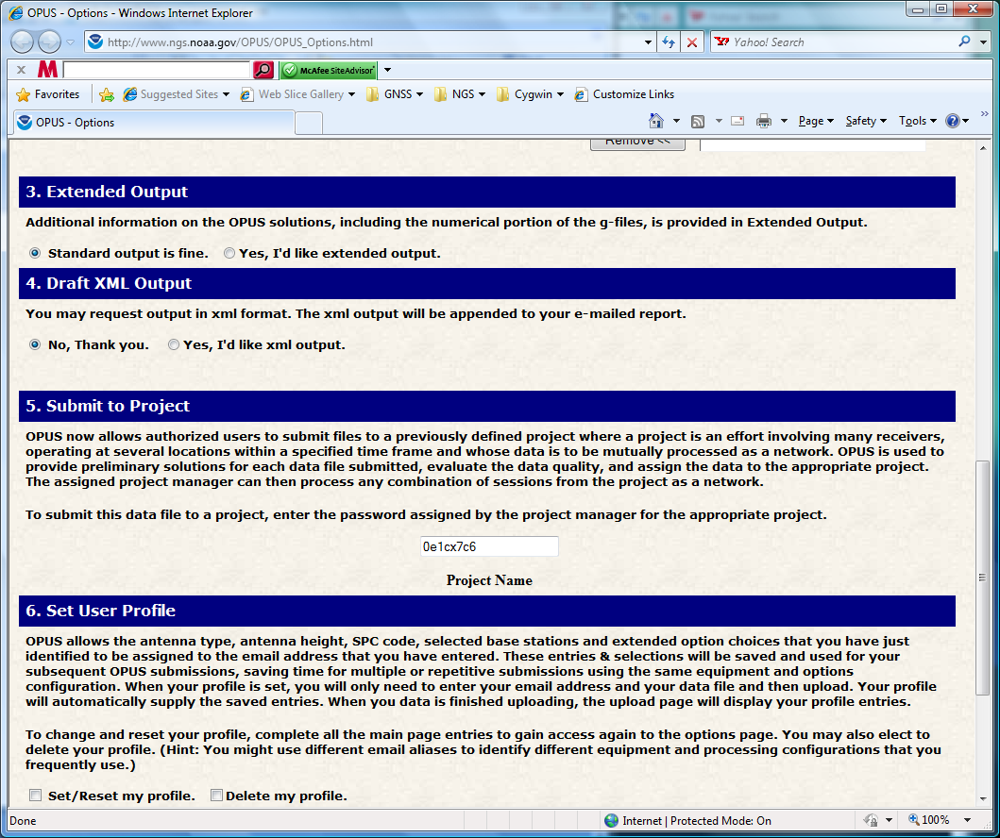 OPUS - Options - Windows Internet Explorer
http://www.ngs.noaa.gov/OPUS/OPUS_Options.html
Yahoo! Search
McAfee SiteAdvisor
Favorites Suggested Sites Web Slice Gallery GNSS NGS Cygwin Customize Links
OPUS - Options
Page Safety Tools
Remove <<
3. Extended Output
Additional information on the OPUS solutions, including the numerical portion of the g-files, is provided in Extended Output.
Standard output is fine. Yes, I'd like extended output.
4. Draft XML Output
You may request output in xml format. The xml output will be appended to your e-mailed report.
No, Thank you. Yes, I'd like xml output.
5. Submit to Project
OPUS now allows authorized users to submit files to a previously defined project where a project is an effort involving many receivers,
operating at several locations within a specified time frame and whose data is to be mutually processed as a network. OPUS is used to
provide preliminary solutions for each data file submitted, evaluate the data quality, and assign the data to the appropriate project.
The assigned project manager can then process any combination of sessions from the project as a network.
To submit this data file to a project, enter the password assigned by the project manager for the appropriate project.
0e1cx7c6
Project Name
6. Set User Profile
OPUS allows the antenna type, antenna height, SPC code, selected base stations and extended option choices that you have just
identified to be assigned to the email address that you have entered. These entries & selections will be saved and used for your
subsequent OPUS submissions, saving time for multiple or repetitive submissions using the same equipment and options
configuration. When your profile is set, you will only need to enter your email address and your data file and then upload. Your profile
will automatically supply the saved entries. When you data is finished uploading, the upload page will display your profile entries.
To change and reset your profile, complete all the main page entries to gain access again to the options page. You may also elect to
delete your profile. (Hint: You might use different email aliases to identify different equipment and processing configurations that you
frequently use.)
Set/Reset my profile. Delete my profile.
Done
Internet | Protected Mode: On
100%